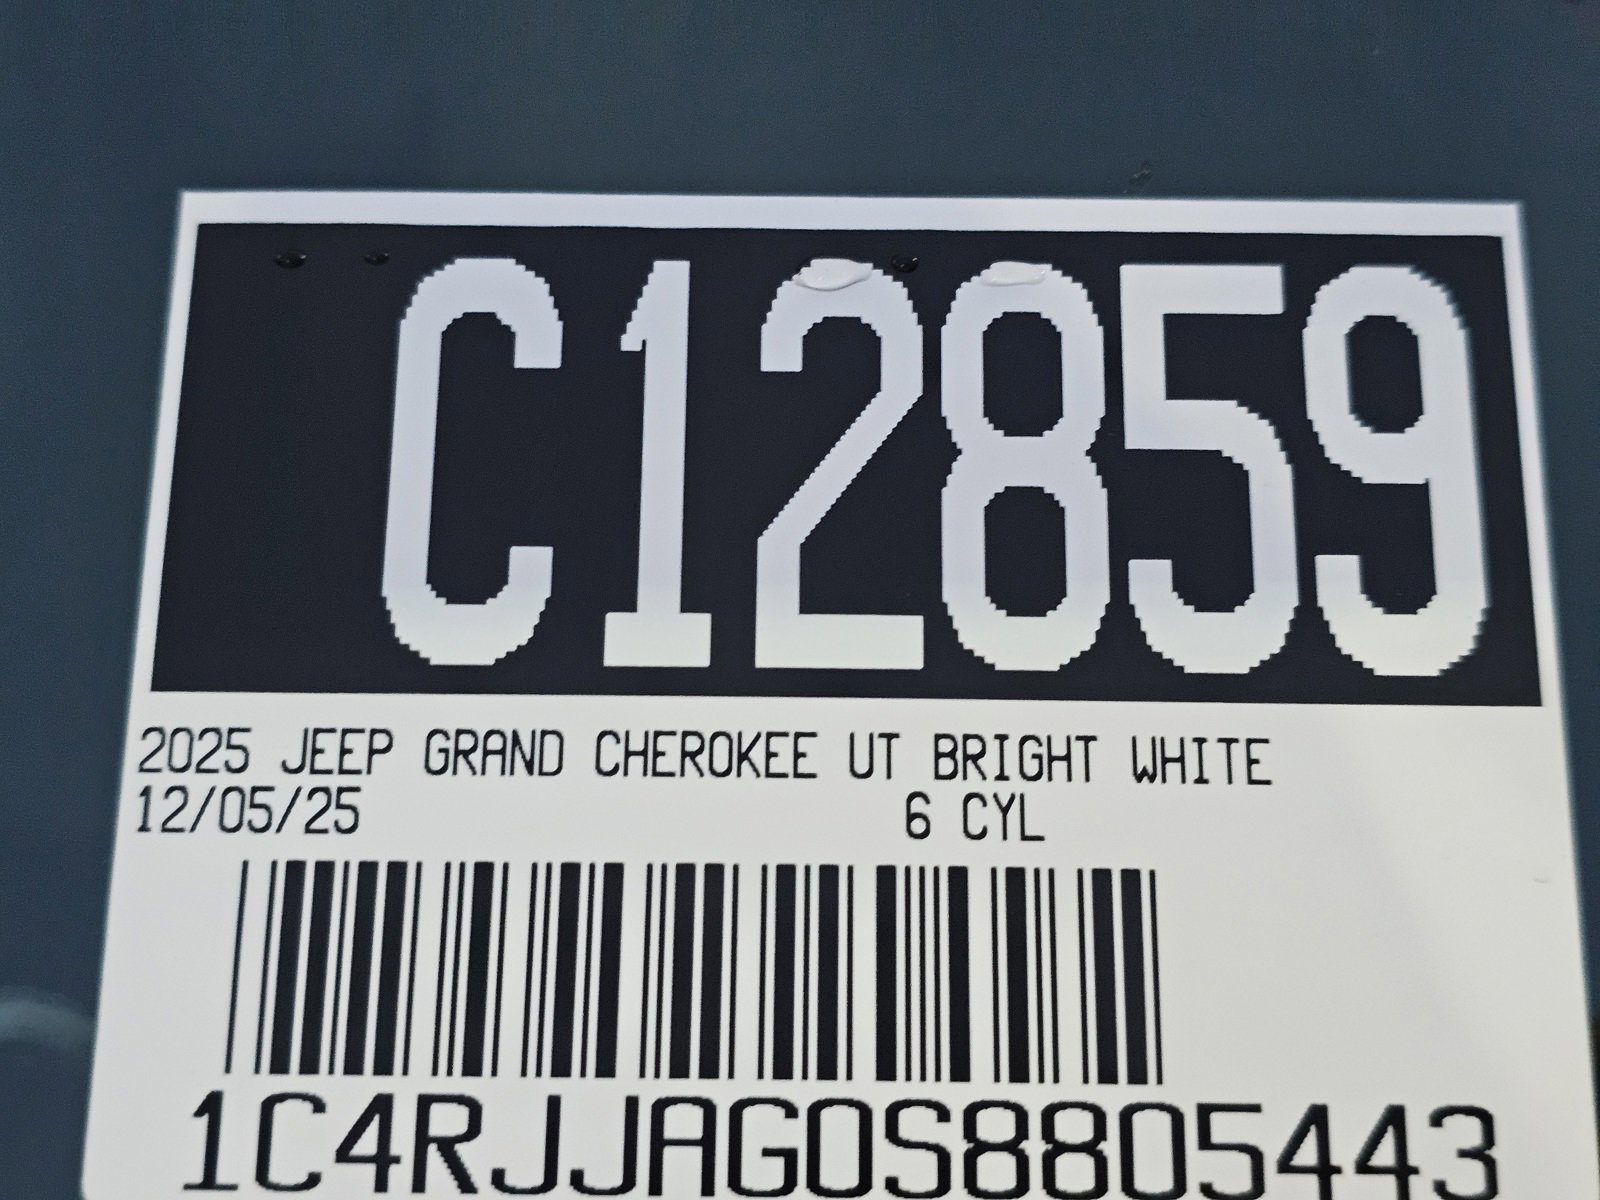 C12859
2025 JEEP GRAND CHEROKEE UT BRIGHT WHITE
12/05/25 6 CYL
1C4RJJAG0S8805443